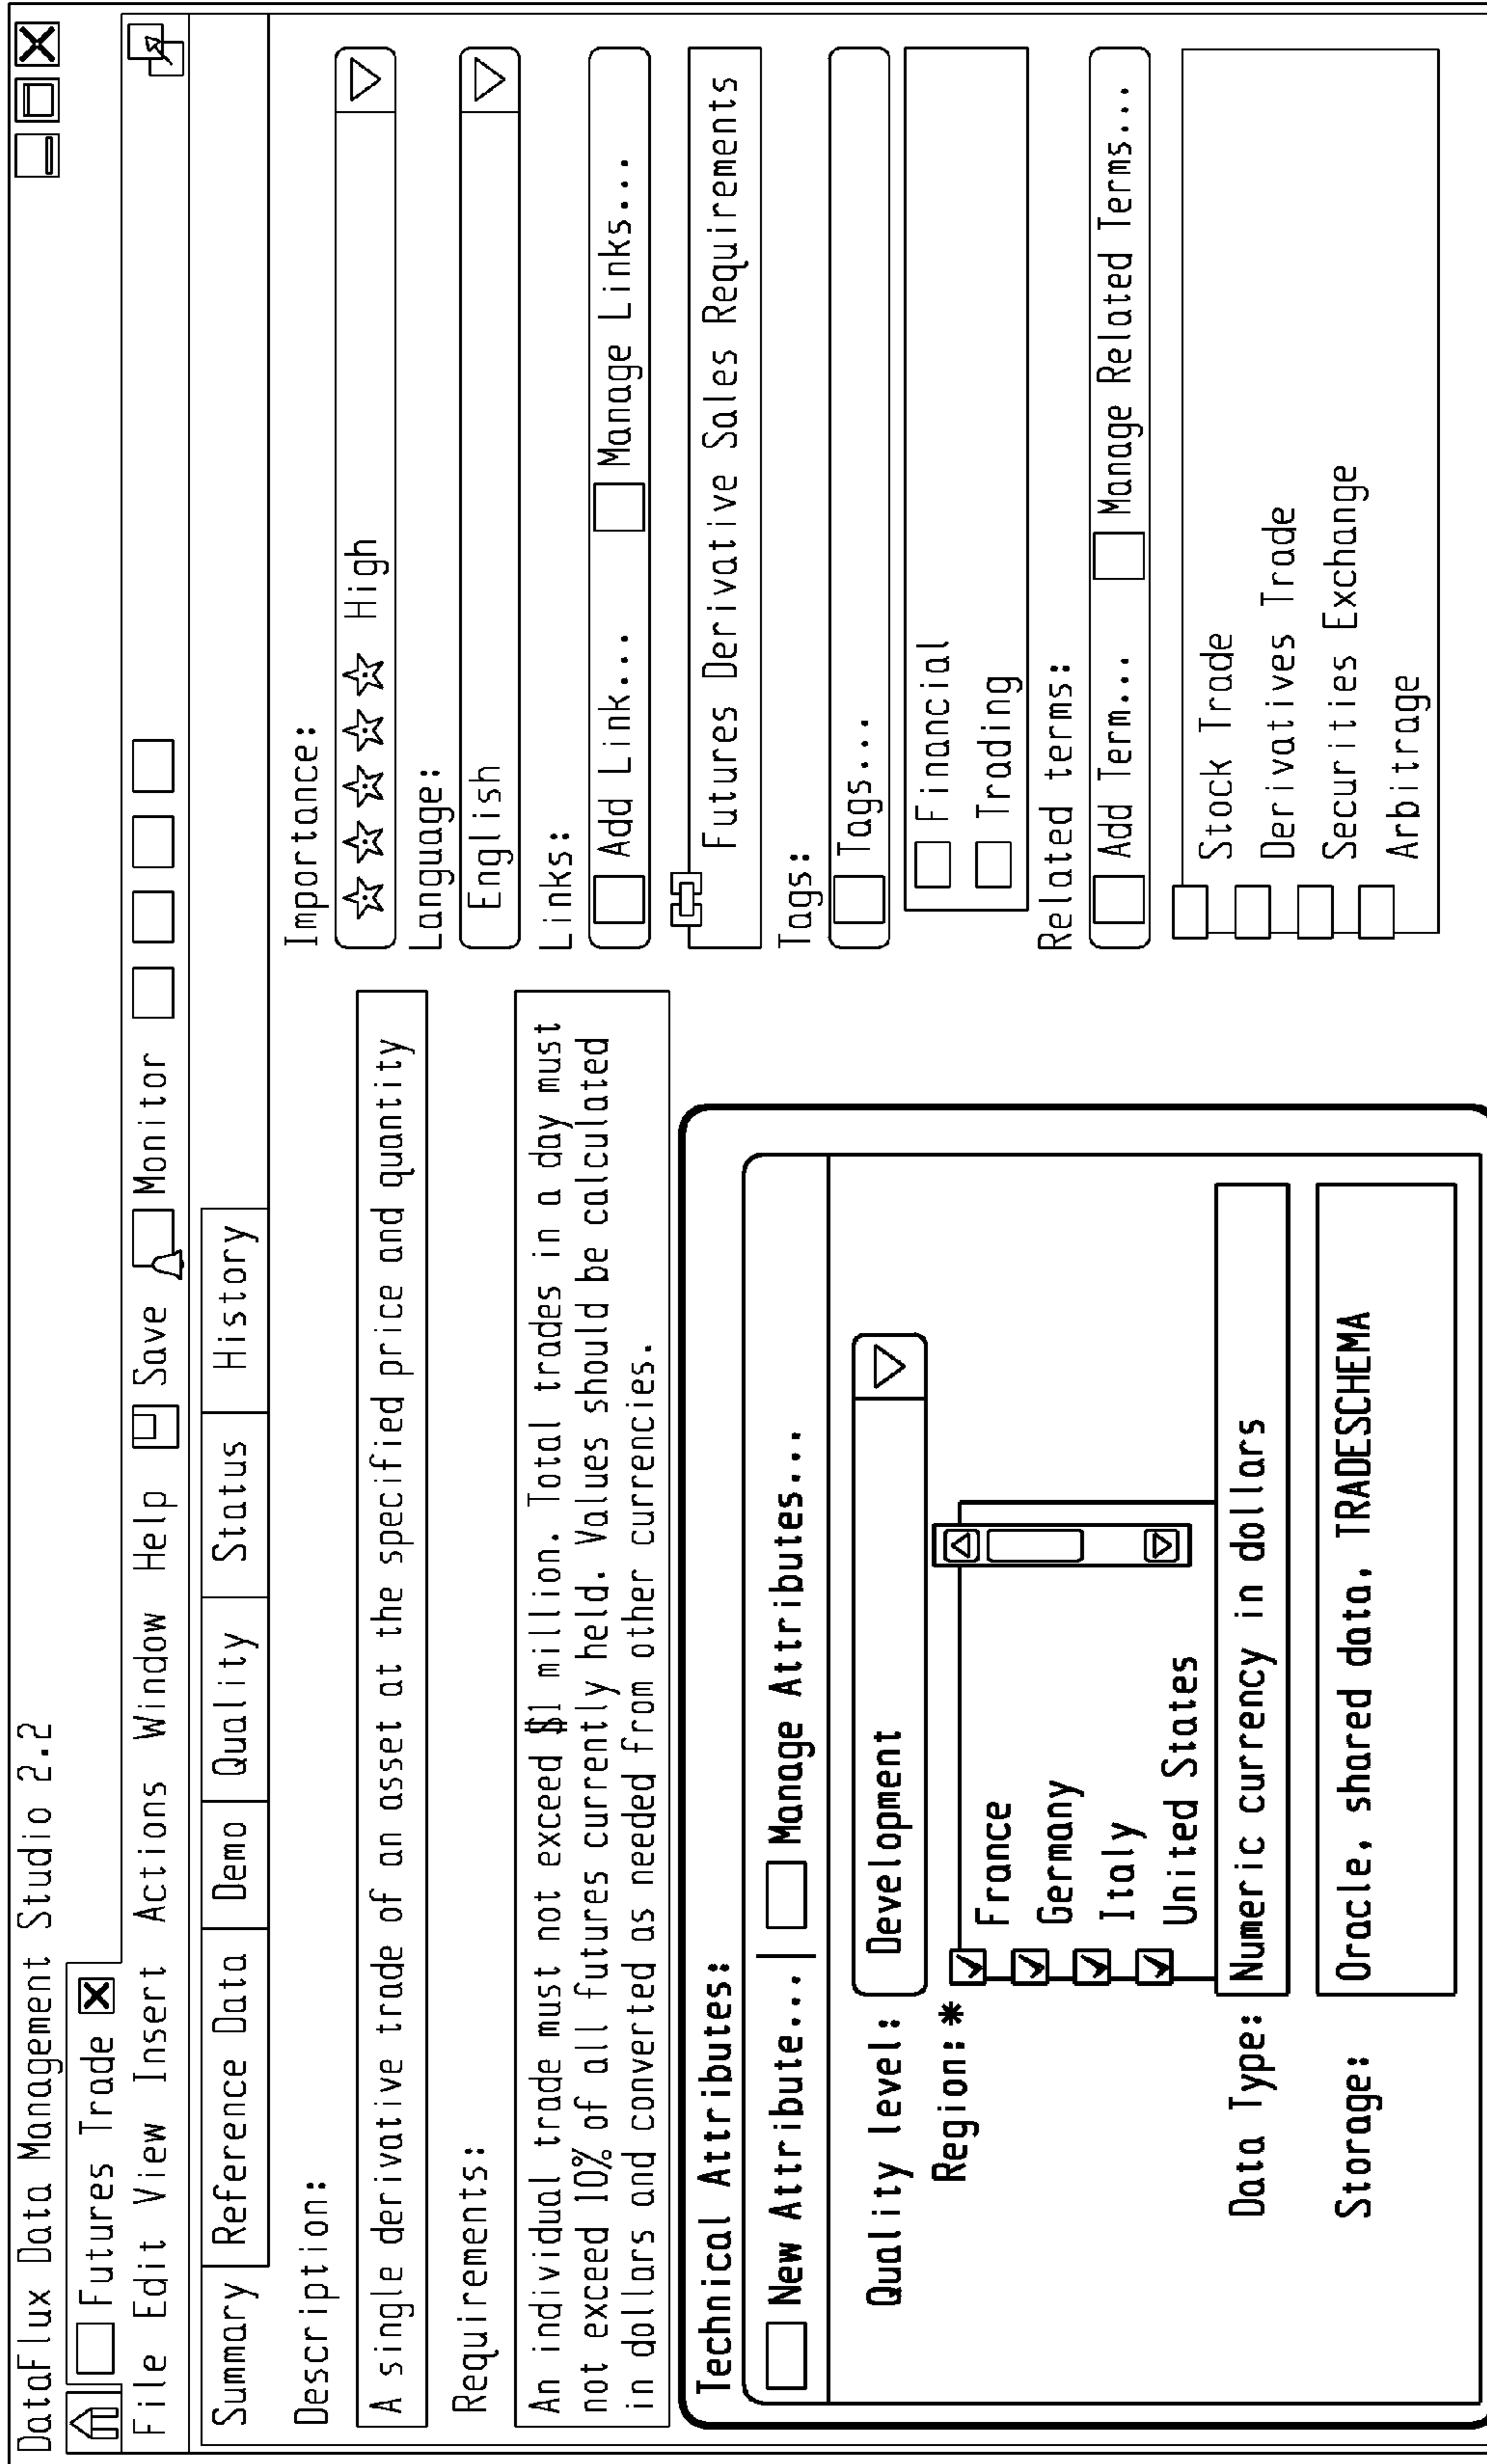 DataFlux Data Management Studio 2.2
Futures Trade
File Edit View Insert Actions Window Help Save Monitor
Summary Reference Data Demo Quality Status History
Description:
A single derivative trade of an asset at the specified price and quantity
Requirements:
An individual trade must not exceed $1 million. Total trades in a day must
not exceed 10% of all futures currently held. Values should be calculated
in dollars and converted as needed from other currencies.
Technical Attributes:
New Attribute... Manage Attributes...
Quality level: Development
Region:*
France
Germany
Italy
United States
Data Type: Numeric currency in dollars
Storage: Oracle, shared data, TRADESCHEMA
Importance:
☆☆☆☆☆ High
Language:
English
Links:
Add Link... Manage Links...
Futures Derivative Sales Requirements
Tags:
Tags...
Financial
Trading
Related terms:
Add Term... Manage Related Terms...
Stock Trade
Derivatives Trade
Securities Exchange
Arbitrage